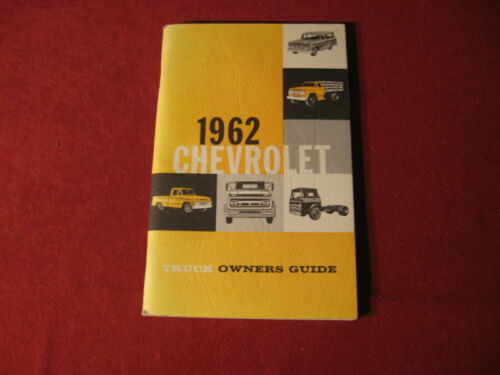 1962
CHEVROLET
TRUCK OWNERS GUIDE